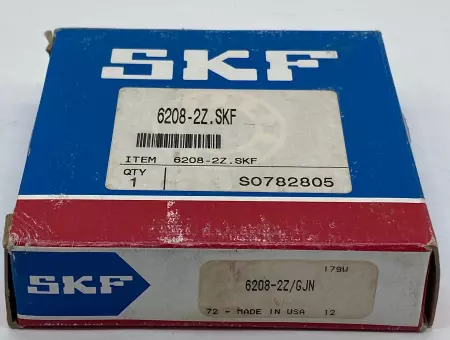 SKF
6208-2Z.SKF
ITEM 6208-2Z.SKF
QTY
1 SO782805
SKF
179W
6208-2Z/GJN
72 - MADE IN USA 12